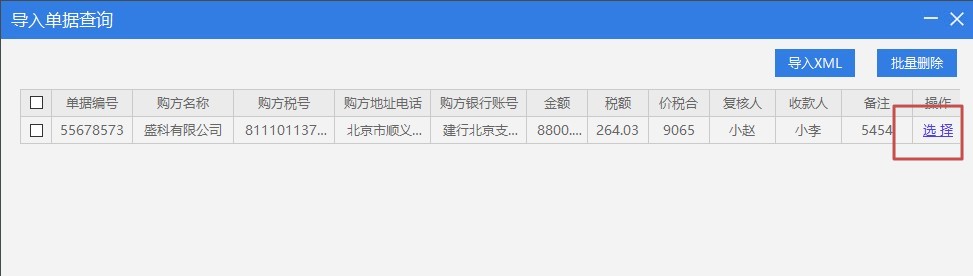 导入单据查询
导入XML 批量删除
单据编号 购方名称 购方税号 购方地址电话 购方银行账号 金额 税额 价税合 复核人 收款人 备注 操作
55678573 盛科有限公司 811101137... 北京市顺义... 建行北京支... 8800.... 264.03 9065 小赵 小李 5454 选 择